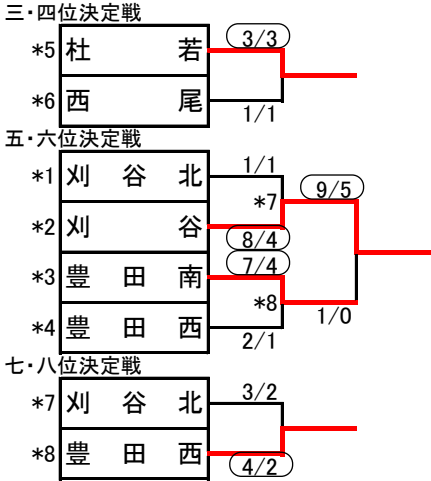 三・四位決定戦
*5 杜若 3/3
*6 西尾 1/1
五・六位決定戦
*1 刈谷北 1/1
*7 9/5
*2 刈谷 8/4
*3 豊田南 7/4
*8 1/0
*4 豊田西 2/1
七・八位決定戦
*7 刈谷北 3/2
*8 豊田西 4/2